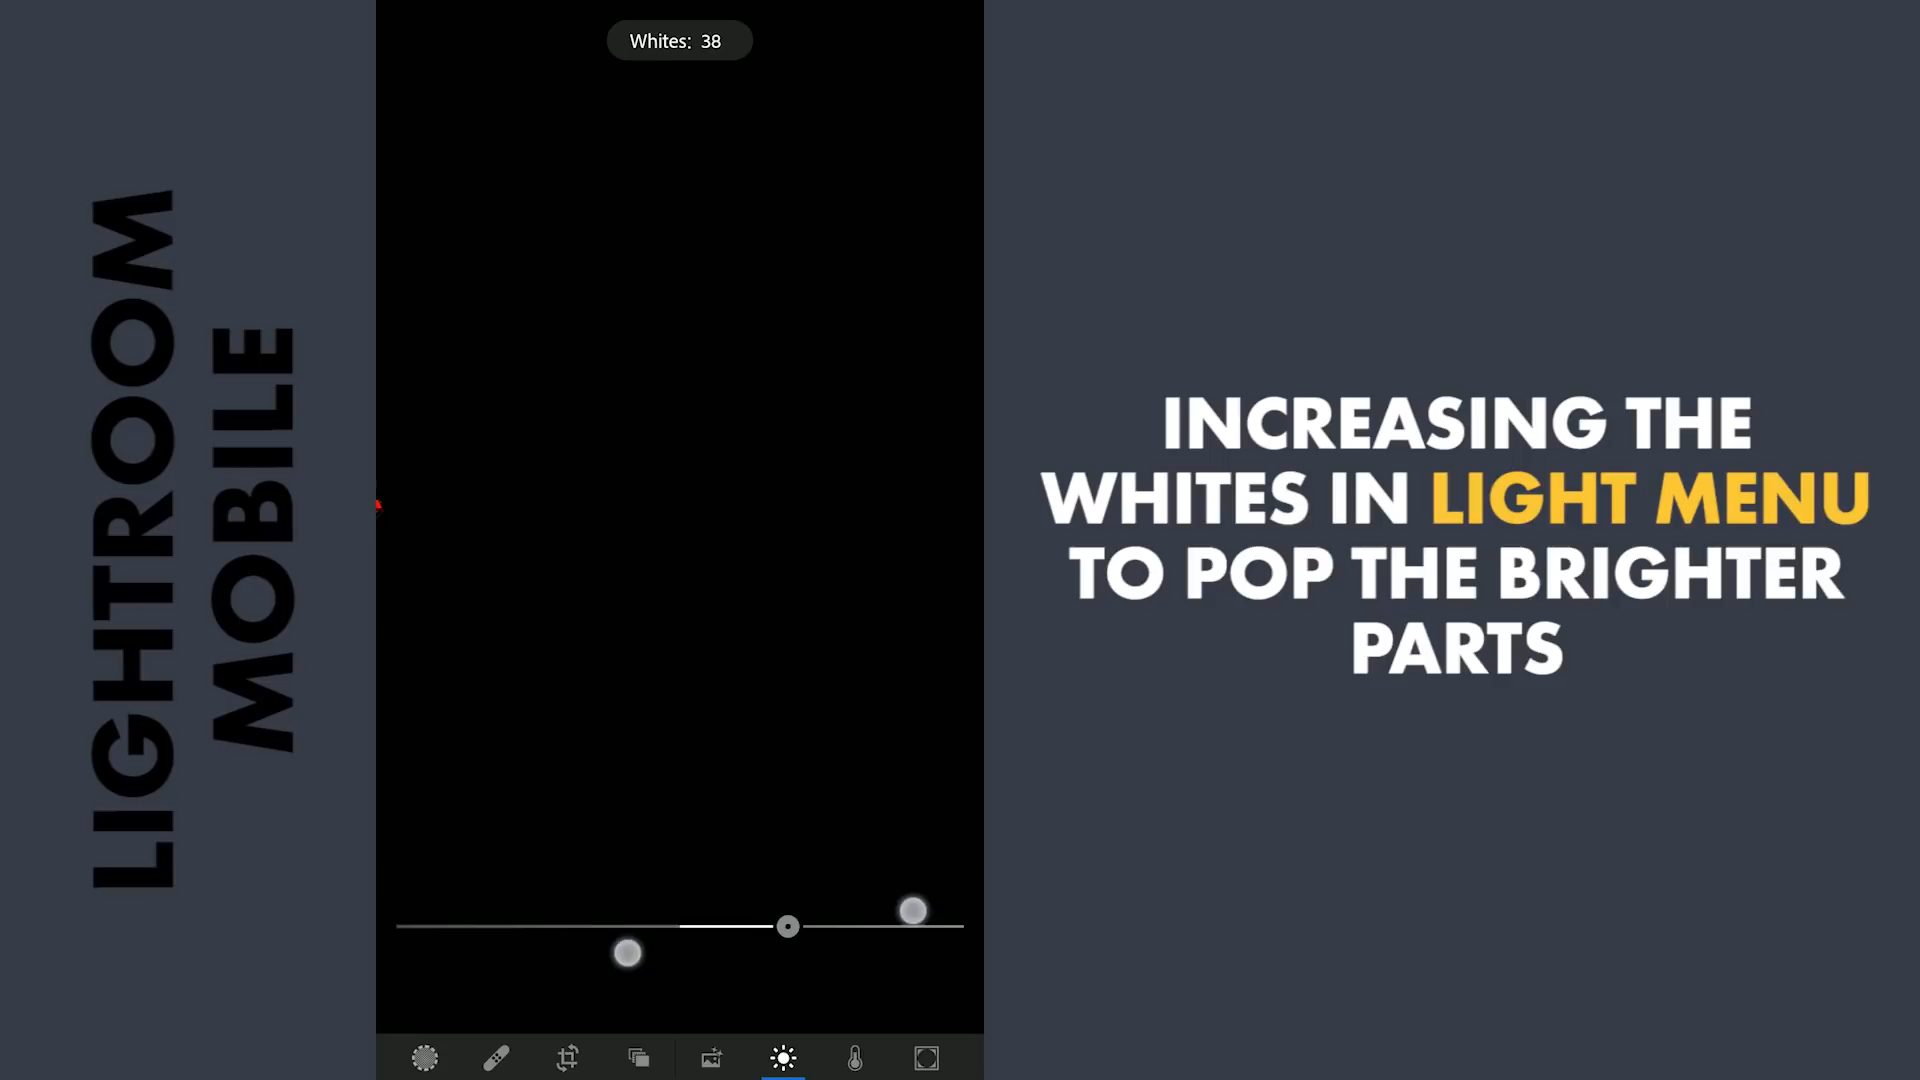 LIGHTROOM
MOBILE
Whites: 38
INCREASING THE
WHITES IN LIGHT MENU
TO POP THE BRIGHTER
PARTS